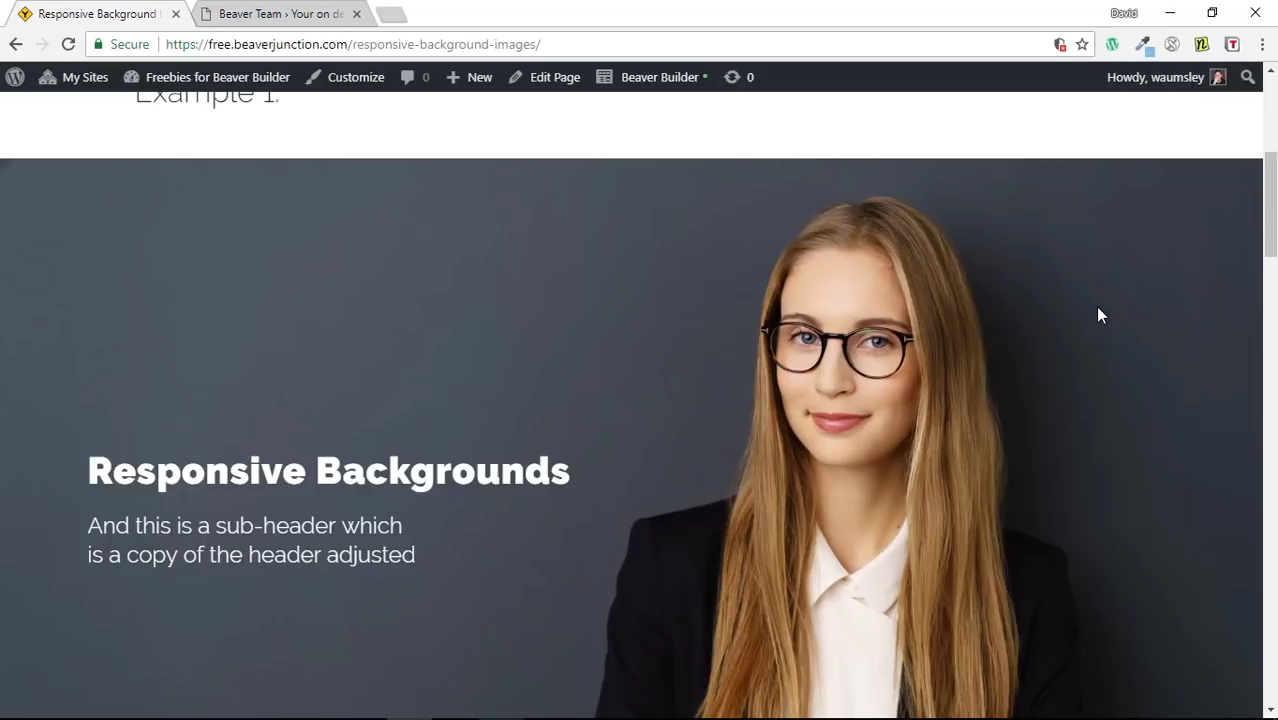 Responsive Background
Beaver Team › Your on de
David
Secure
https://free.beaverjunction.com/responsive-background-images/
My Sites
Freebies for Beaver Builder
Customize
0
New
Edit Page
Beaver Builder
0
Howdy, waumsley
Example 1.
Responsive Backgrounds
And this is a sub-header which
is a copy of the header adjusted